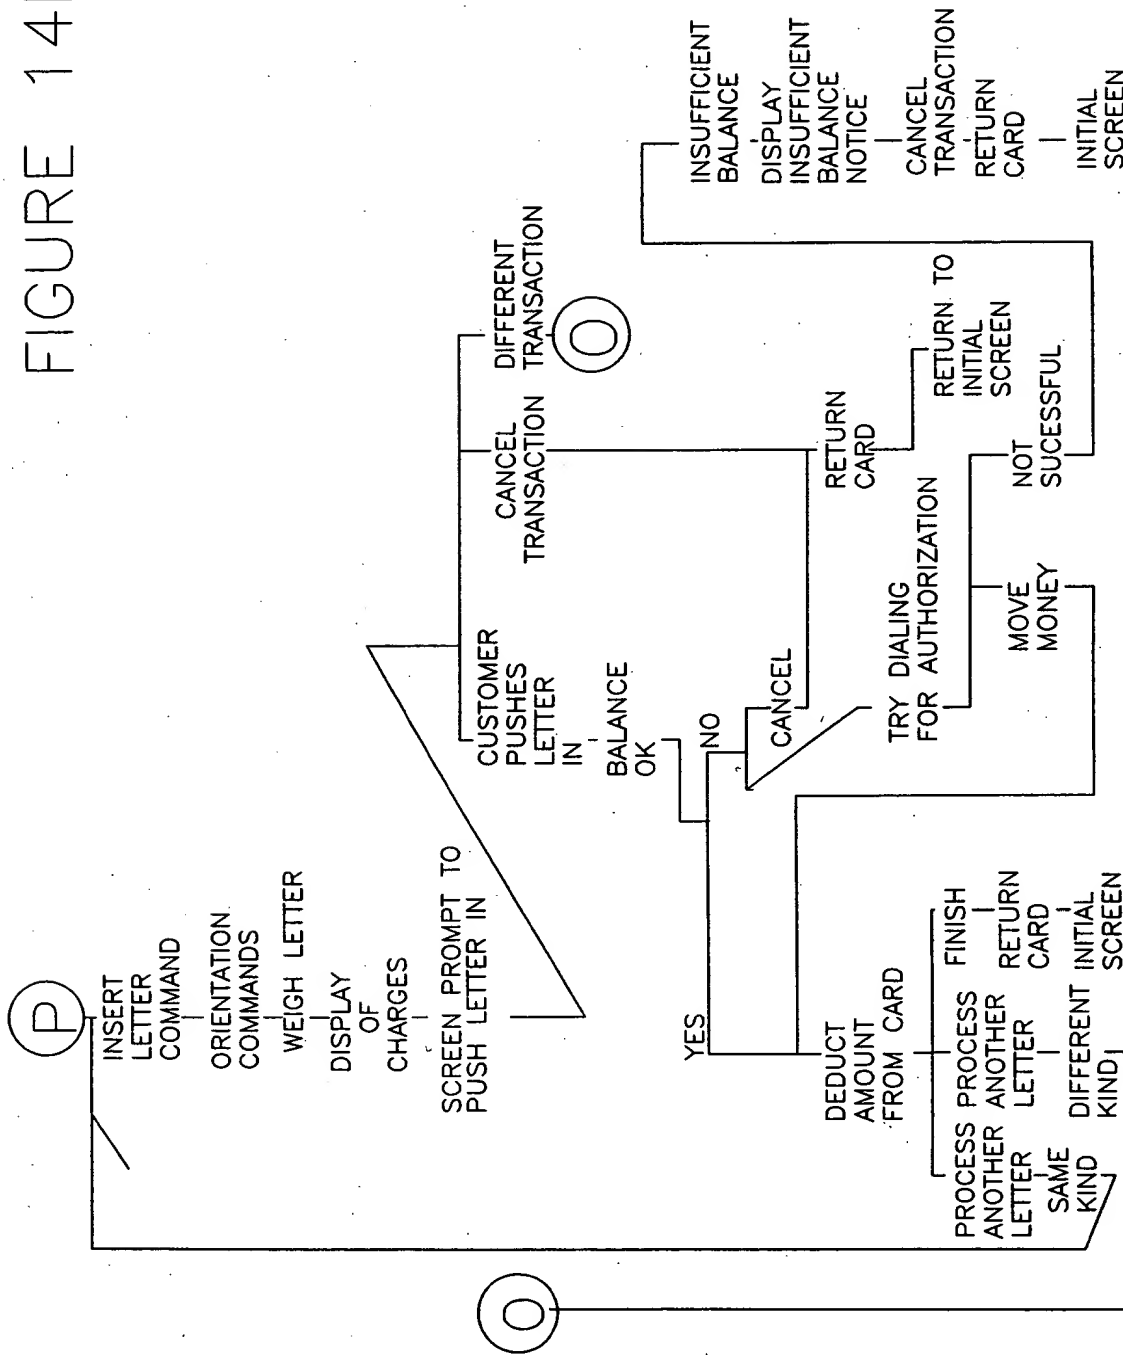 FIGURE 14
P
INSERT
LETTER
COMMAND
ORIENTATION
COMMANDS
WEIGH LETTER
DISPLAY
OF
CHARGES
SCREEN PROMPT TO
PUSH LETTER IN
CUSTOMER
PUSHES
LETTER
IN
BALANCE
OK
CANCEL
TRANSACTION
DIFFERENT
TRANSACTION
O
YES
NO
CANCEL
TRY DIALING
FOR AUTHORIZATION
RETURN
CARD
RETURN TO
INITIAL
SCREEN
MOVE
MONEY
NOT
SUCESSFUL
INSUFFICIENT
BALANCE
DISPLAY
INSUFFICIENT
BALANCE
NOTICE
CANCEL
TRANSACTION
RETURN
CARD
INITIAL
SCREEN
DEDUCT
AMOUNT
FROM CARD
PROCESS
ANOTHER
LETTER
SAME
KIND
PROCESS
ANOTHER
LETTER
DIFFERENT
KIND
FINISH
RETURN
CARD
INITIAL
SCREEN
O